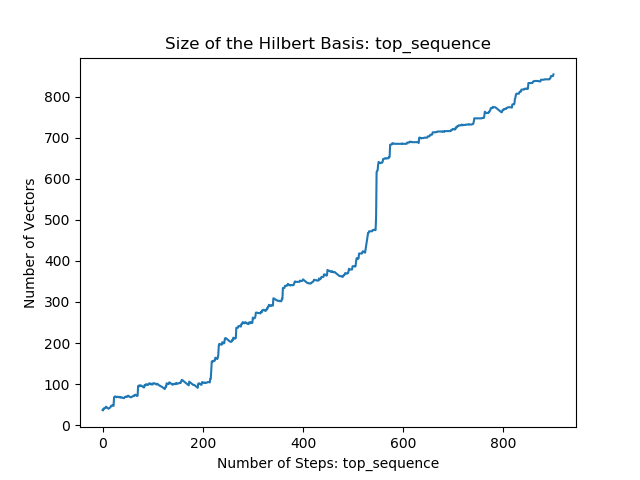 Size of the Hilbert Basis: top_sequence
Number of Vectors
800
700
600
500
400
300
200
100
0
0 200 400 600 800
Number of Steps: top_sequence